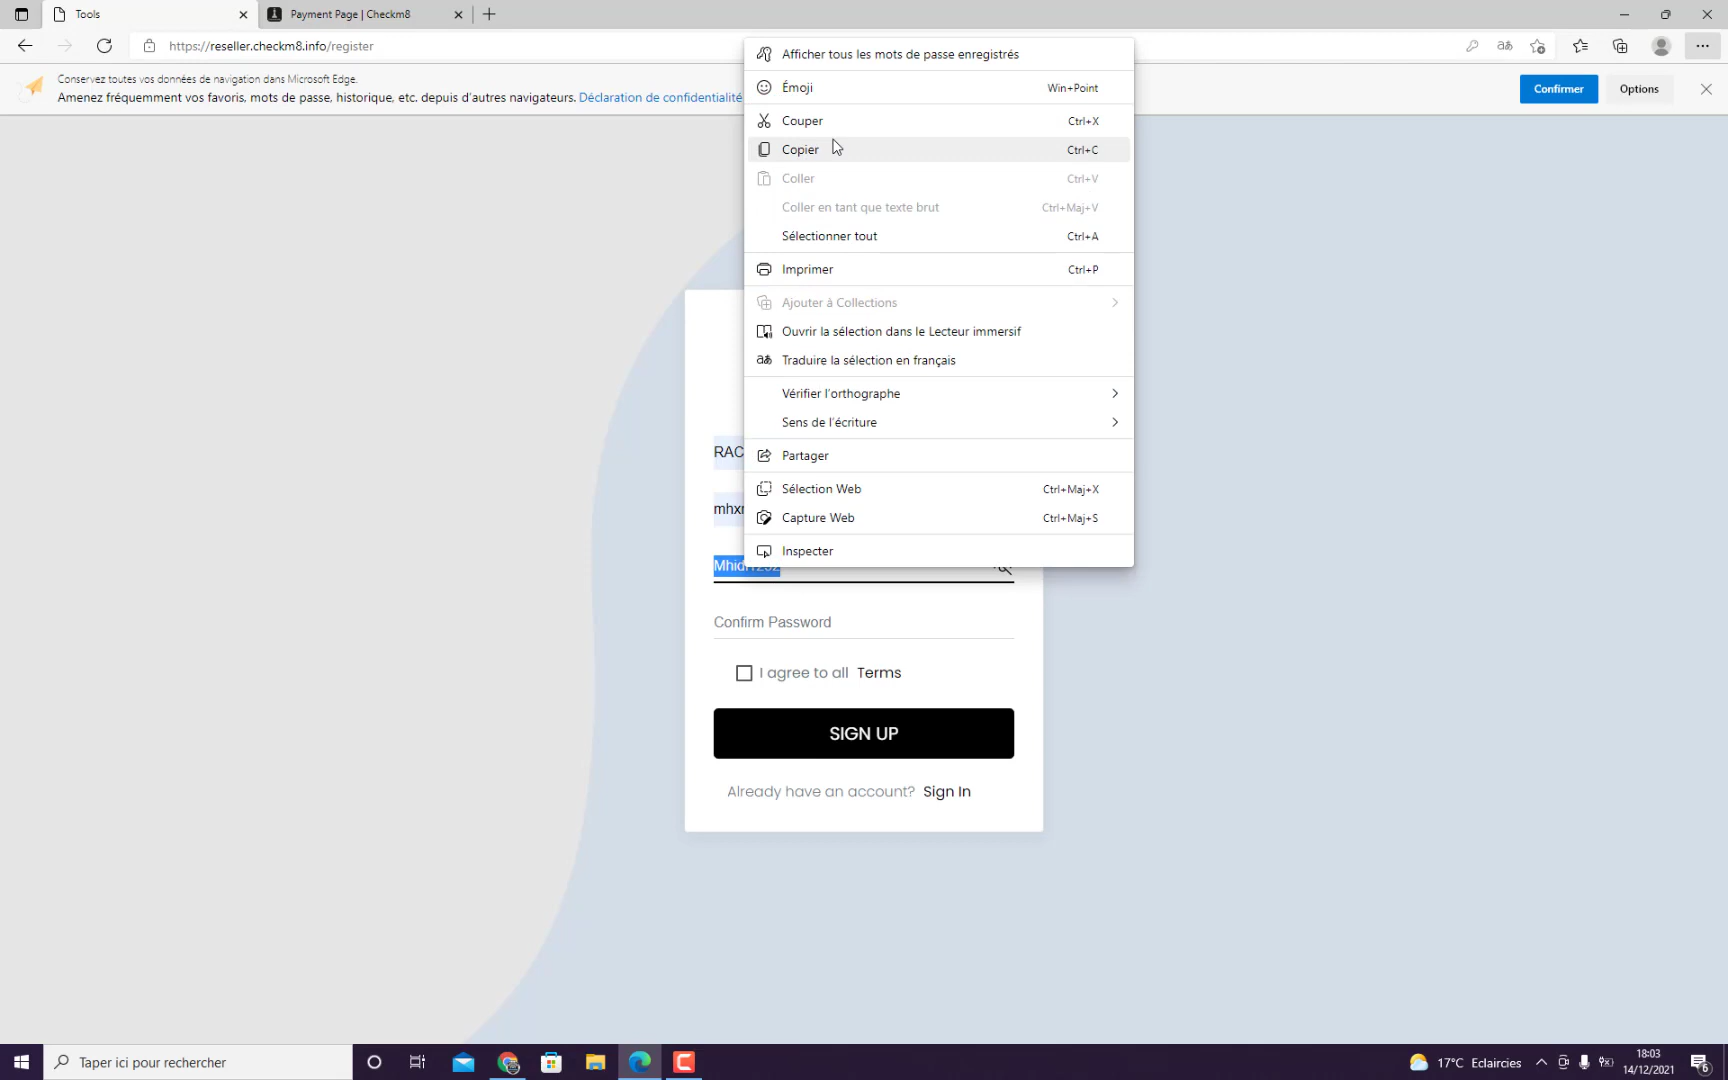 Tools
Payment Page | Checkm8
https://reseller.checkm8.info/register
Conservez toutes vos données de navigation dans Microsoft Edge.
Amenez fréquemment vos favoris, mots de passe, historique, etc. depuis d'autres navigateurs. Déclaration de confidentialité
Confirmer
Options
Afficher tous les mots de passe enregistrés
Émoji Win+Point
Couper Ctrl+X
Copier Ctrl+C
Coller Ctrl+V
Coller en tant que texte brut Ctrl+Maj+V
Sélectionner tout Ctrl+A
Imprimer Ctrl+P
Ajouter à Collections
Ouvrir la sélection dans le Lecteur immersif
Traduire la sélection en français
Vérifier l'orthographe
Sens de l'écriture
Partager
Sélection Web Ctrl+Maj+X
Capture Web Ctrl+Maj+S
Inspecter
RAC
Confirm Password
I agree to all Terms
SIGN UP
Already have an account? Sign In
Taper ici pour rechercher
17°C Eclaircies
18:03
14/12/2021
6